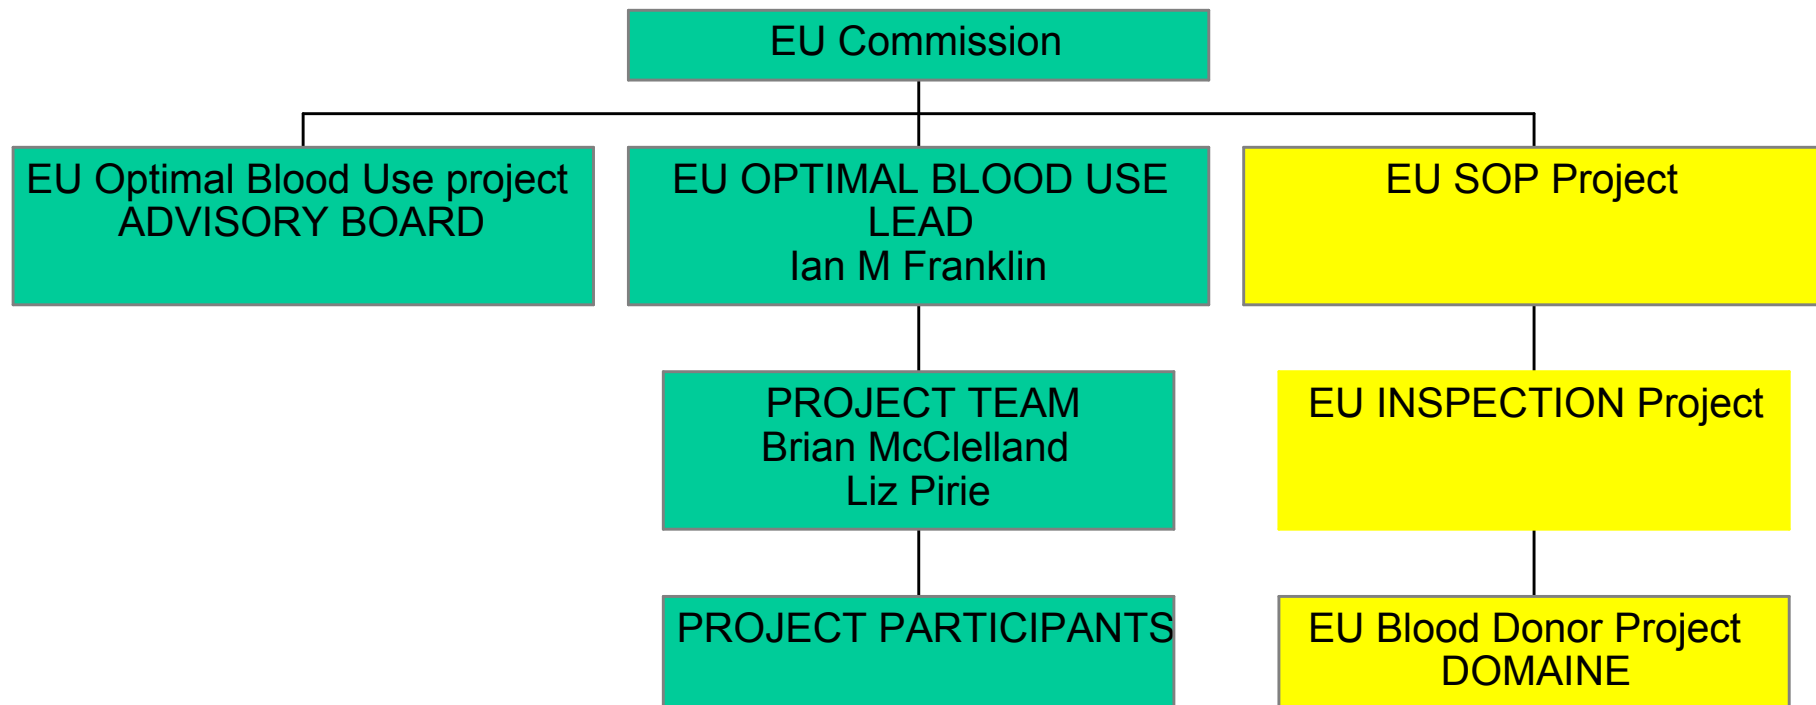 EU Commission
EU Optimal Blood Use project
ADVISORY BOARD
EU OPTIMAL BLOOD USE
LEAD
Ian M Franklin
EU SOP Project
PROJECT TEAM
Brian McClelland
Liz Pirie
EU INSPECTION Project
PROJECT PARTICIPANTS
EU Blood Donor Project
DOMAINE